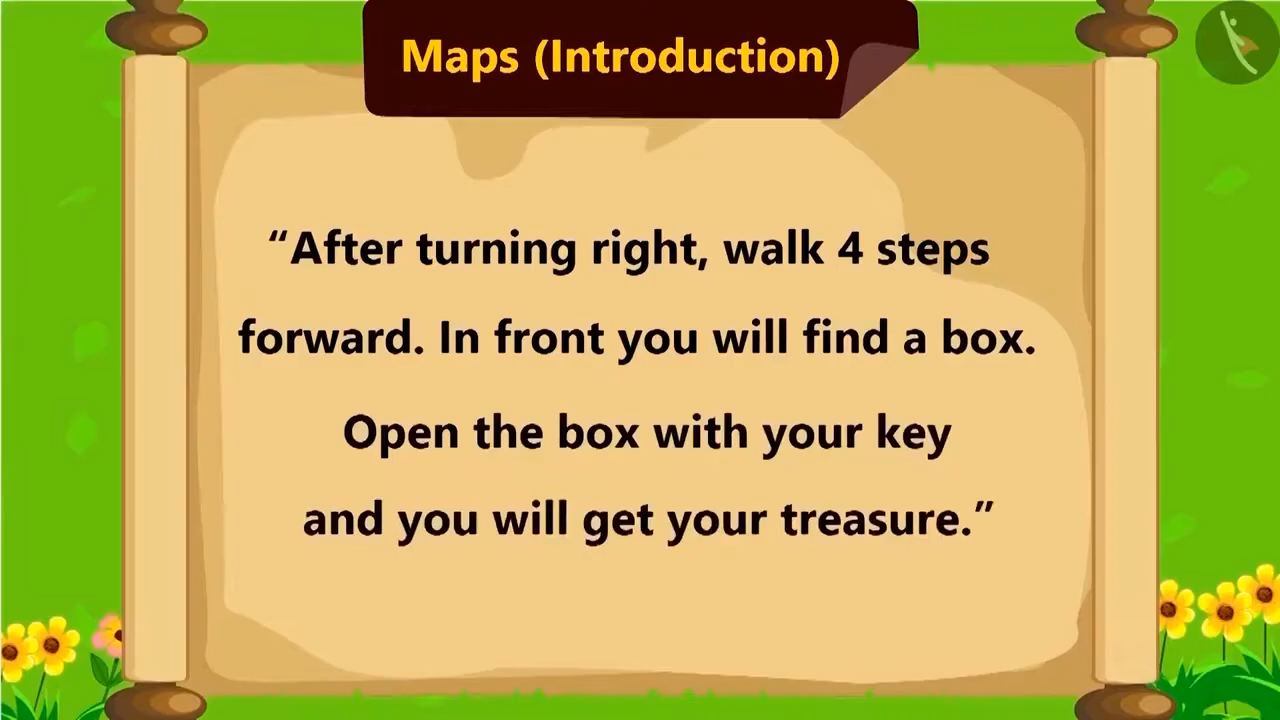 Maps (Introduction)
“After turning right, walk 4 steps
forward. In front you will find a box.
Open the box with your key
and you will get your treasure.”